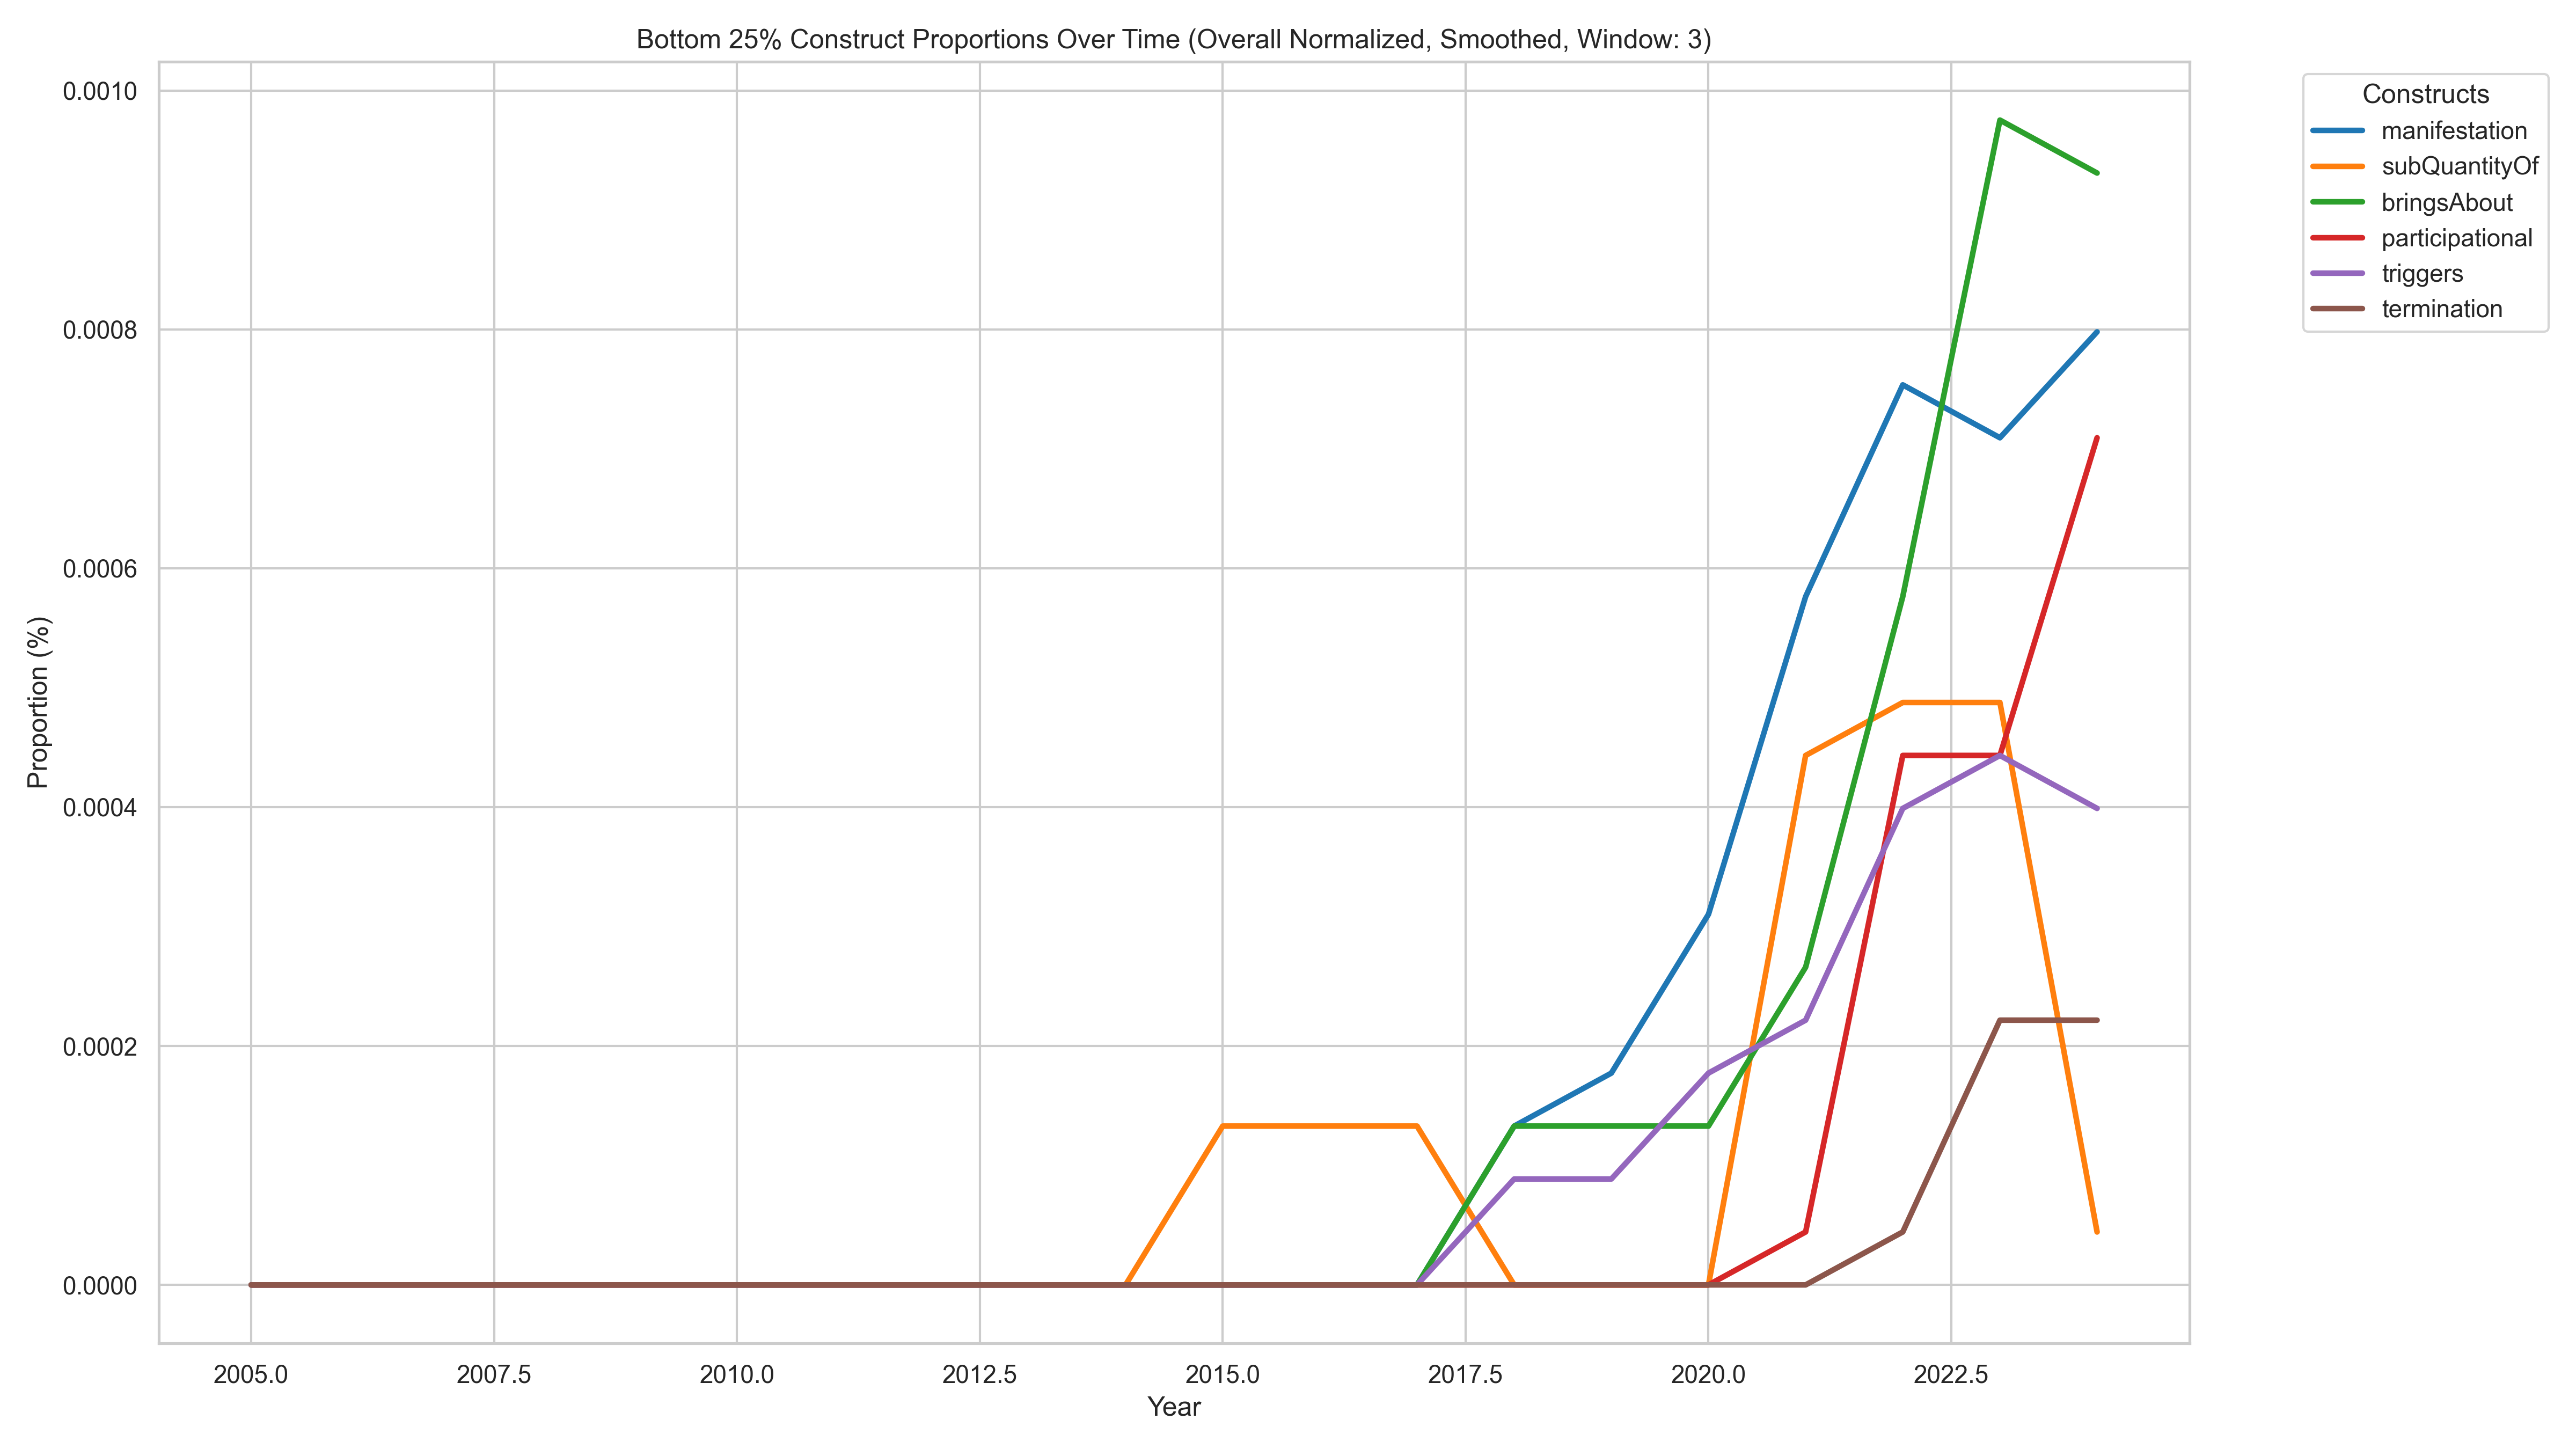 Bottom 25% Construct Proportions Over Time (Overall Normalized, Smoothed, Window: 3)
Proportion (%)
0.0010
0.0008
0.0006
0.0004
0.0002
0.0000
2005.0 2007.5 2010.0 2012.5 2015.0 2017.5 2020.0 2022.5
Year
Constructs
manifestation
subQuantityOf
bringsAbout
participational
triggers
termination